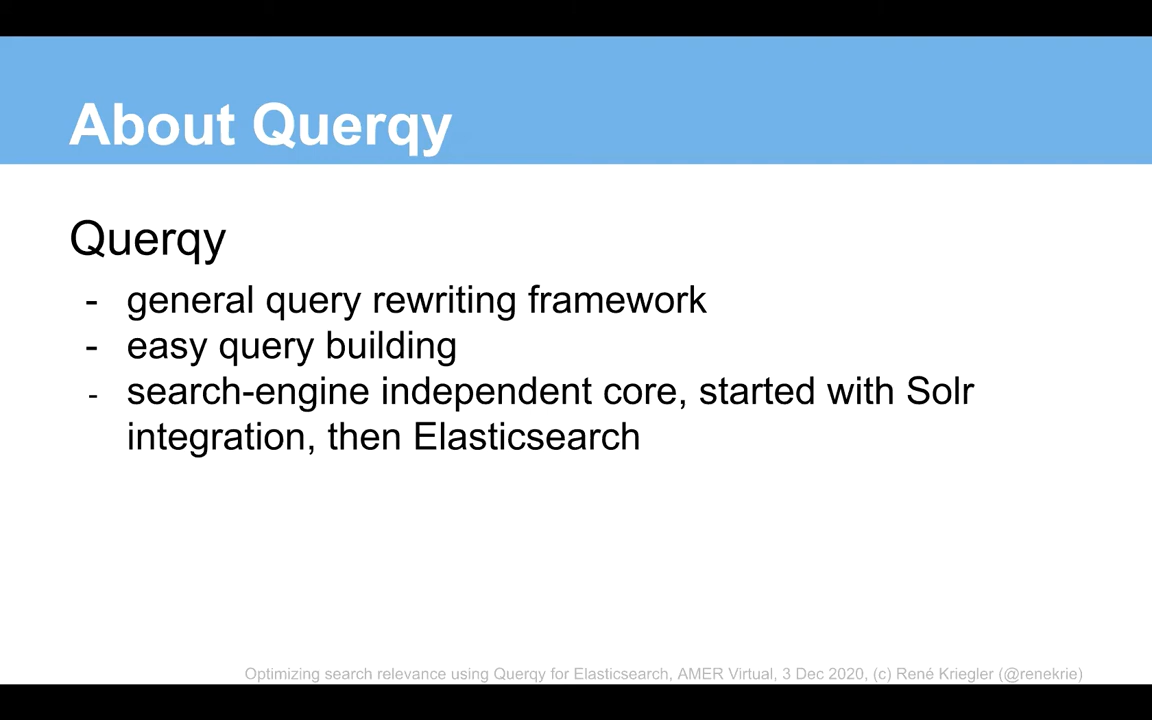 About Querqy
Querqy
- general query rewriting framework
- easy query building
- search-engine independent core, started with Solr
integration, then Elasticsearch
Optimizing search relevance using Querqy for Elasticsearch, AMER Virtual, 3 Dec 2020, (c) René Kriegler (@renekrie)